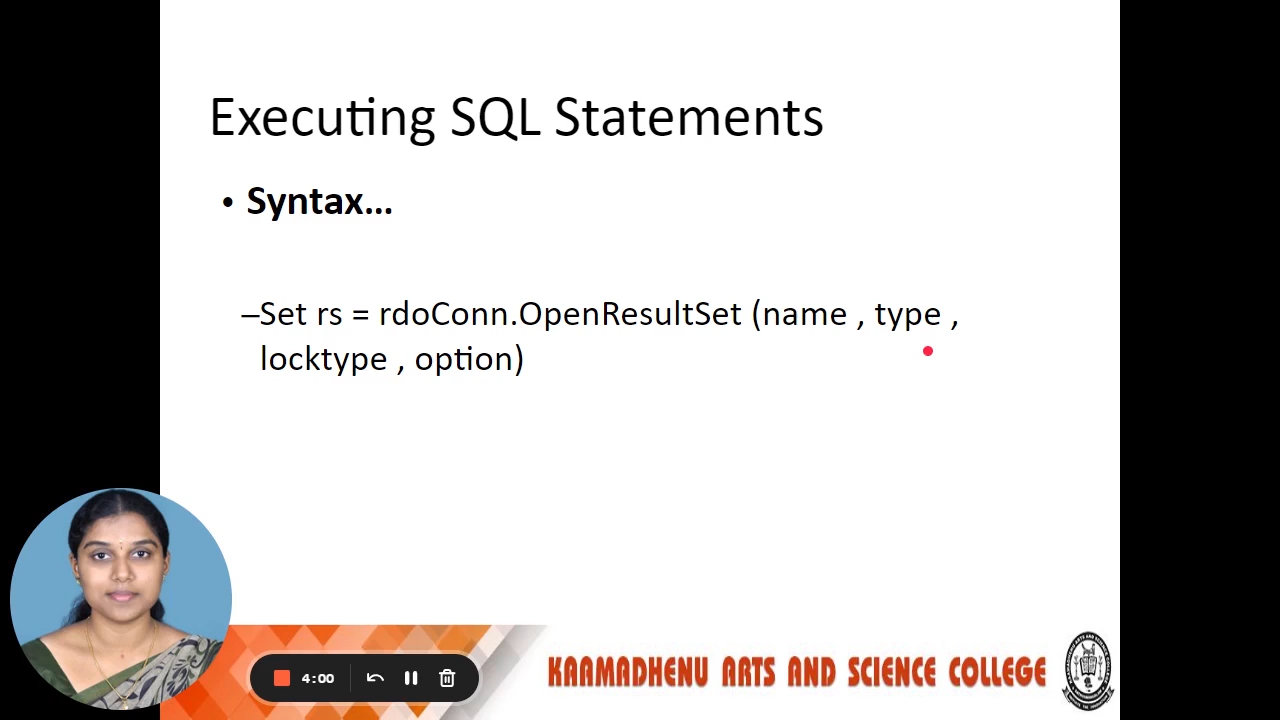 Executing SQL Statements
• Syntax...
–Set rs = rdoConn.OpenResultSet (name , type ,
locktype , option)
4:00
KAAMADHENU ARTS AND SCIENCE COLLEGE